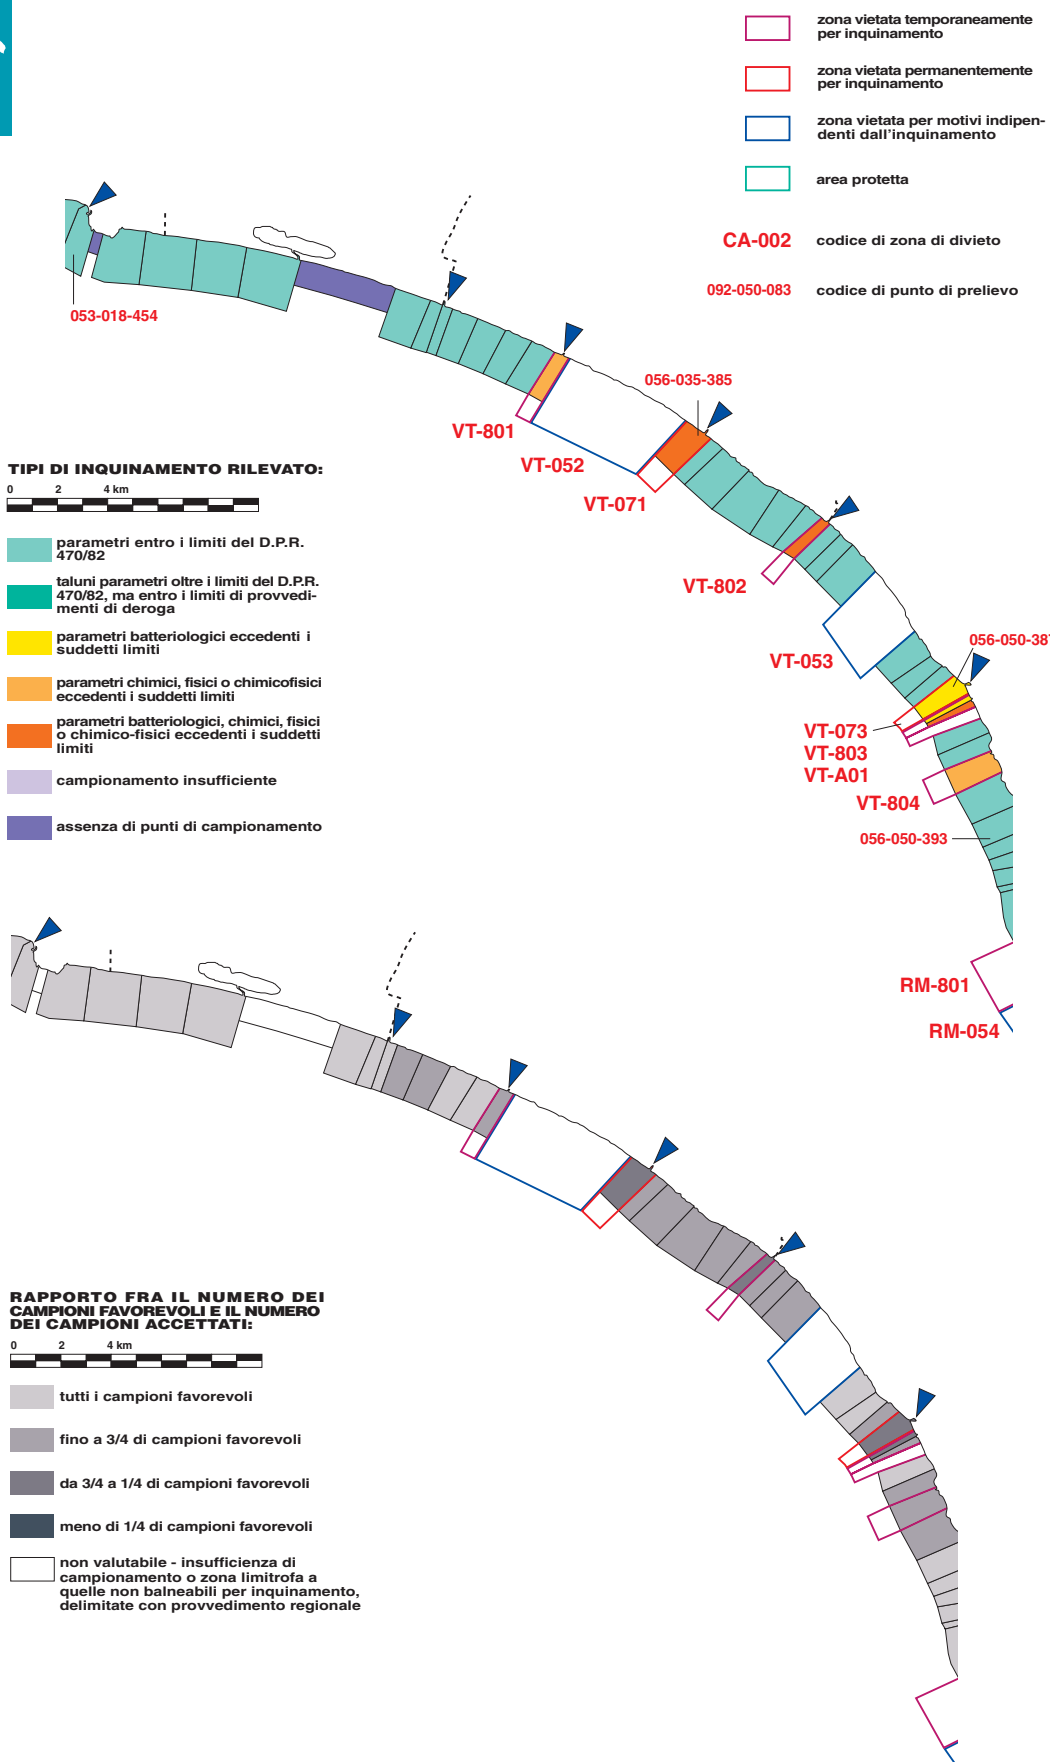 zona vietata temporaneamente
per inquinamento
zona vietata permanentemente
per inquinamento
zona vietata per motivi indipen-
denti dall'inquinamento
area protetta
CA-002 codice di zona di divieto
092-050-083 codice di punto di prelievo
053-018-454
056-035-385
VT-801
VT-052
VT-071
VT-802
VT-053
056-050-387
VT-073
VT-803
VT-A01
VT-804
056-050-393
RM-801
RM-054
TIPI DI INQUINAMENTO RILEVATO:
0 2 4 km
parametri entro i limiti del D.P.R.
470/82
taluni parametri oltre i limiti del D.P.R.
470/82, ma entro i limiti di provvedi-
menti di deroga
parametri batteriologici eccedenti i
suddetti limiti
parametri chimici, fisici o chimicofisici
eccedenti i suddetti limiti
parametri batteriologici, chimici, fisici
o chimico-fisici eccedenti i suddetti
limiti
campionamento insufficiente
assenza di punti di campionamento
RAPPORTO FRA IL NUMERO DEI
CAMPIONI FAVOREVOLI E IL NUMERO
DEI CAMPIONI ACCETTATI:
0 2 4 km
tutti i campioni favorevoli
fino a 3/4 di campioni favorevoli
da 3/4 a 1/4 di campioni favorevoli
meno di 1/4 di campioni favorevoli
non valutabile - insufficienza di
campionamento o zona limitrofa a
quelle non balneabili per inquinamento,
delimitate con provvedimento regionale